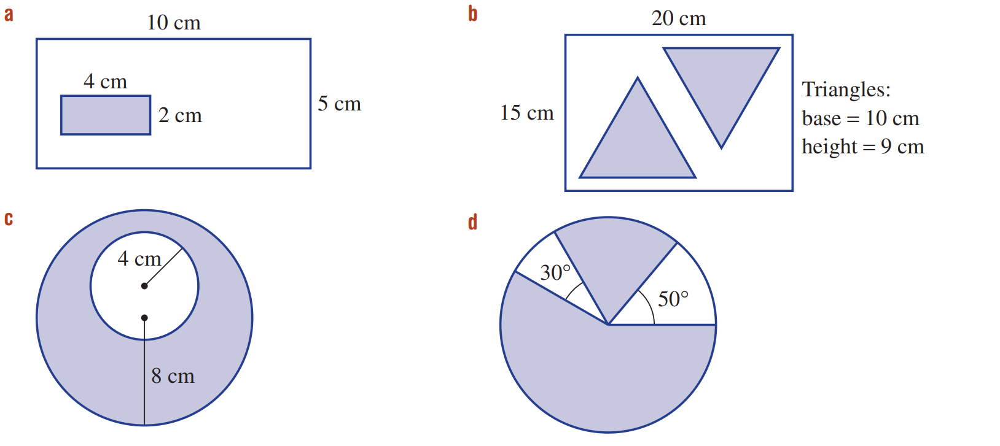 a
10 cm
4 cm
2 cm
5 cm
b
20 cm
15 cm
Triangles:
base = 10 cm
height = 9 cm
c
4 cm
8 cm
d
30°
50°